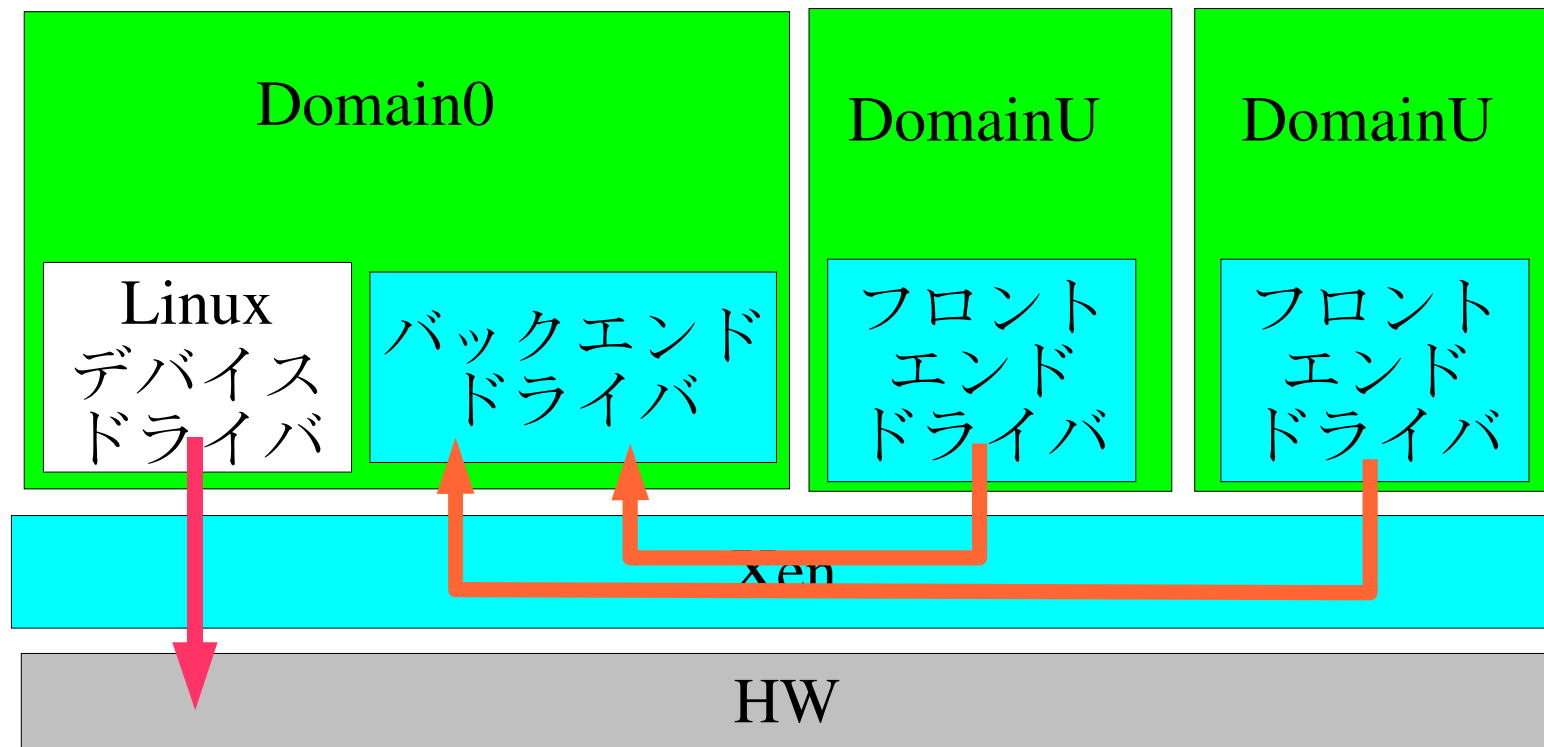 Domain0
DomainU
DomainU
Linux
デバイス
ドライバ
バックエンド
ドライバ
フロント
エンド
ドライバ
フロント
エンド
ドライバ
Xen
HW